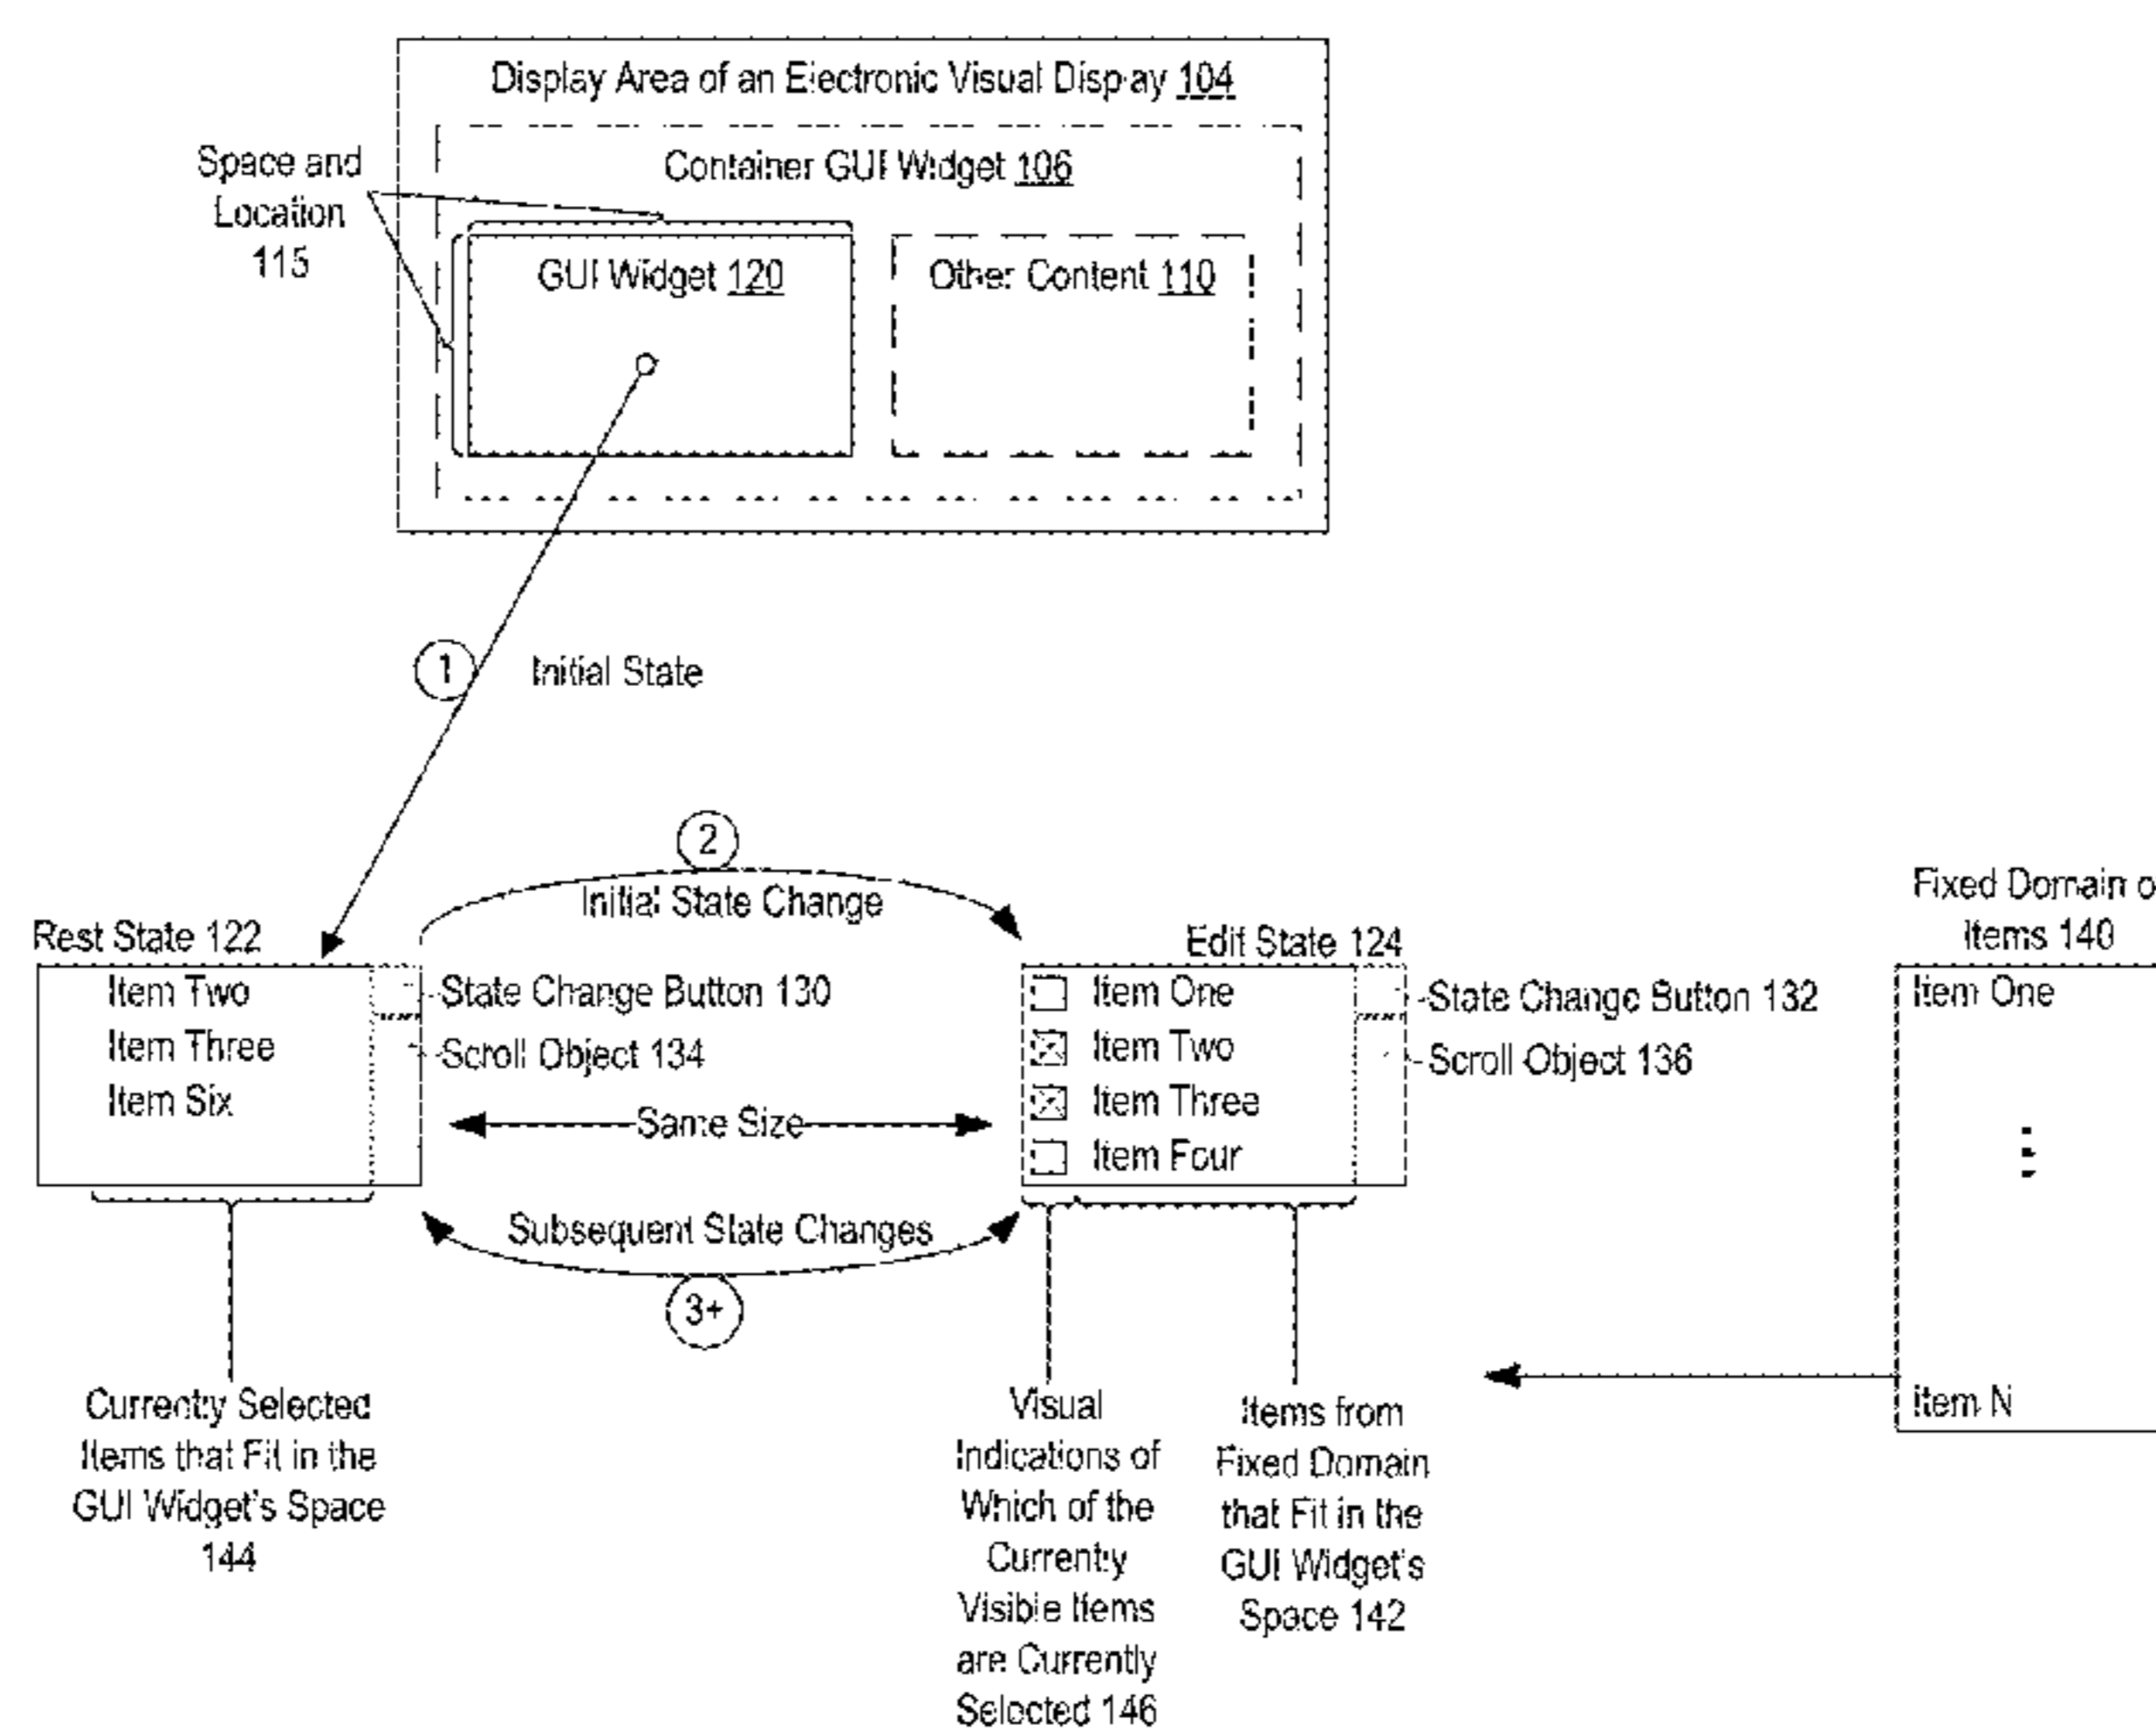 Display Area of an Electronic Visual Display 104
Container GUI Widget 106
Space and
Location
115
GUI Widget 120
Other Content 110
1
Initial State
2
Initial State Change
Rest State 122
Item Two
Item Three
Item Six
State Change Button 130
Scroll Object 134
Same Size
Edit State 124
Item One
Item Two
Item Three
Item Four
State Change Button 132
Scroll Object 136
Fixed Domain
Items 140
Item One
Item N
Subsequent State Changes
3+
Currently Selected
Items that Fit in the
GUI Widget's Space
144
Visual
Indications of
Which of the
Currently
Visible Items
are Currently
Selected 146
Items from
Fixed Domain
that Fit in the
GUI Widget's
Space 142